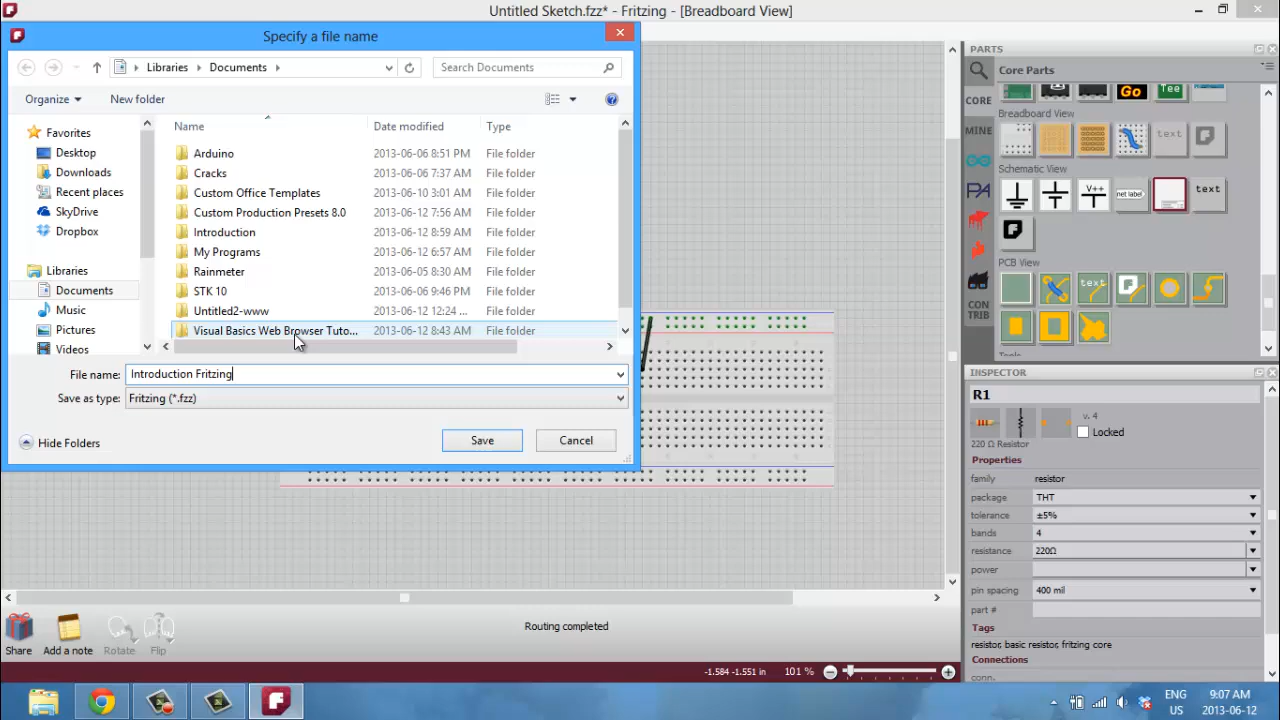 Untitled Sketch.fzz* - Fritzing - [Breadboard View]
Specify a file name
Libraries Documents
Search Documents
Organize New folder
Name Date modified Type
Favorites
Desktop
Downloads
Recent places
SkyDrive
Dropbox
Libraries
Documents
Music
Pictures
Videos
Arduino 2013-06-06 8:51 PM File folder
Cracks 2013-06-06 7:37 AM File folder
Custom Office Templates 2013-06-10 3:01 AM File folder
Custom Production Presets 8.0 2013-06-12 7:56 AM File folder
Introduction 2013-06-12 8:59 AM File folder
My Programs 2013-06-12 6:57 AM File folder
Rainmeter 2013-06-05 8:30 AM File folder
STK 10 2013-06-06 9:46 PM File folder
Untitled2-www 2013-06-12 12:24 ... File folder
Visual Basics Web Browser Tuto... 2013-06-12 8:43 AM File folder
File name: Introduction Fritzing
Save as type: Fritzing (*.fzz)
Hide Folders
Save Cancel
PARTS
Core Parts
CORE
MINE
PA
CON
TRIB
Go Tee
Breadboard View
text
Schematic View
V++ net label text
PCB View
text
Tools
INSPECTOR
R1
v. 4
Locked
220 Ω Resistor
Properties
family resistor
package THT
tolerance ±5%
bands 4
resistance 220Ω
power
pin spacing 400 mil
part #
Tags
resistor, basic resistor, fritzing core
Connections
conn.
Routing completed
Share Add a note Rotate Flip
-1.584 -1.551 in 101 %
ENG
US
9:07 AM
2013-06-12